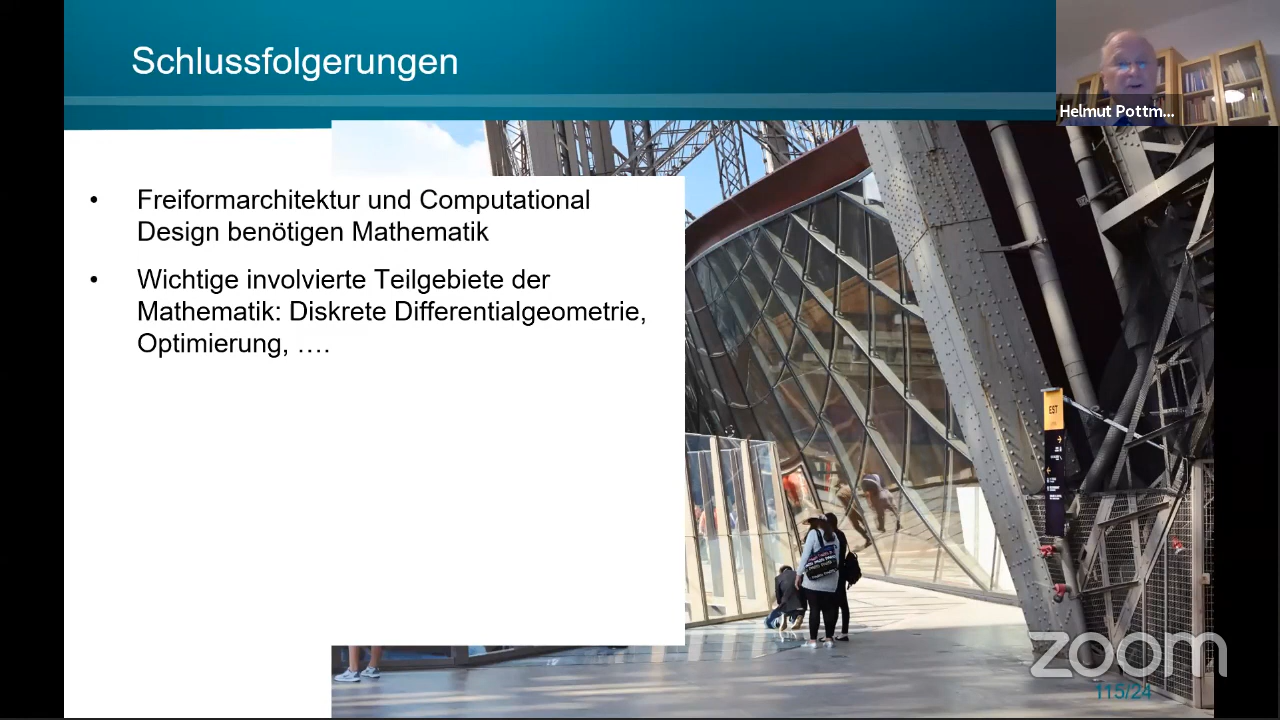 Schlussfolgerungen
Helmut Pottm...
• Freiformarchitektur und Computational
Design benötigen Mathematik
• Wichtige involvierte Teilgebiete der
Mathematik: Diskrete Differentialgeometrie,
Optimierung, ….
EST
zoom
115/24